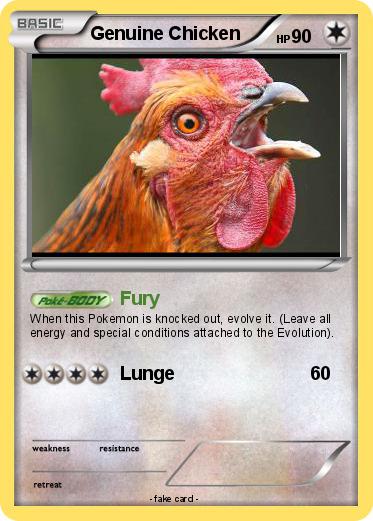 BASIC
Genuine Chicken
HP90
Poké-BODY Fury
When this Pokemon is knocked out, evolve it. (Leave all
energy and special conditions attached to the Evolution).
Lunge 60
weakness resistance
retreat
- fake card -